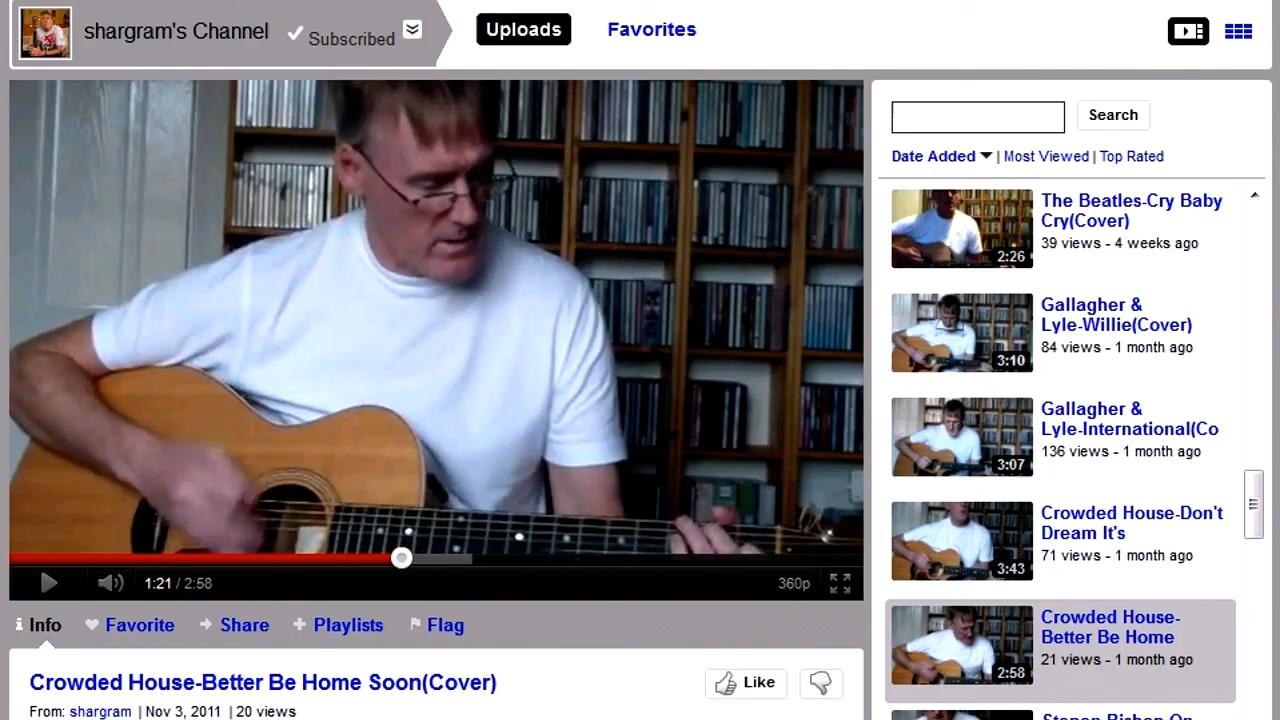 shargram's Channel
Subscribed
Uploads
Favorites
Search
Date Added | Most Viewed | Top Rated
The Beatles-Cry Baby
Cry(Cover)
39 views - 4 weeks ago
2:26
Gallagher &
Lyle-Willie(Cover)
84 views - 1 month ago
3:10
Gallagher &
Lyle-International(Co
136 views - 1 month ago
3:07
Crowded House-Don't
Dream It's
71 views - 1 month ago
3:43
Crowded House-
Better Be Home
21 views - 1 month ago
2:58
Stepen Bishop On
1:21 / 2:58
360p
Info
Favorite
Share
Playlists
Flag
Crowded House-Better Be Home Soon(Cover)
Like
From: shargram | Nov 3, 2011 | 20 views